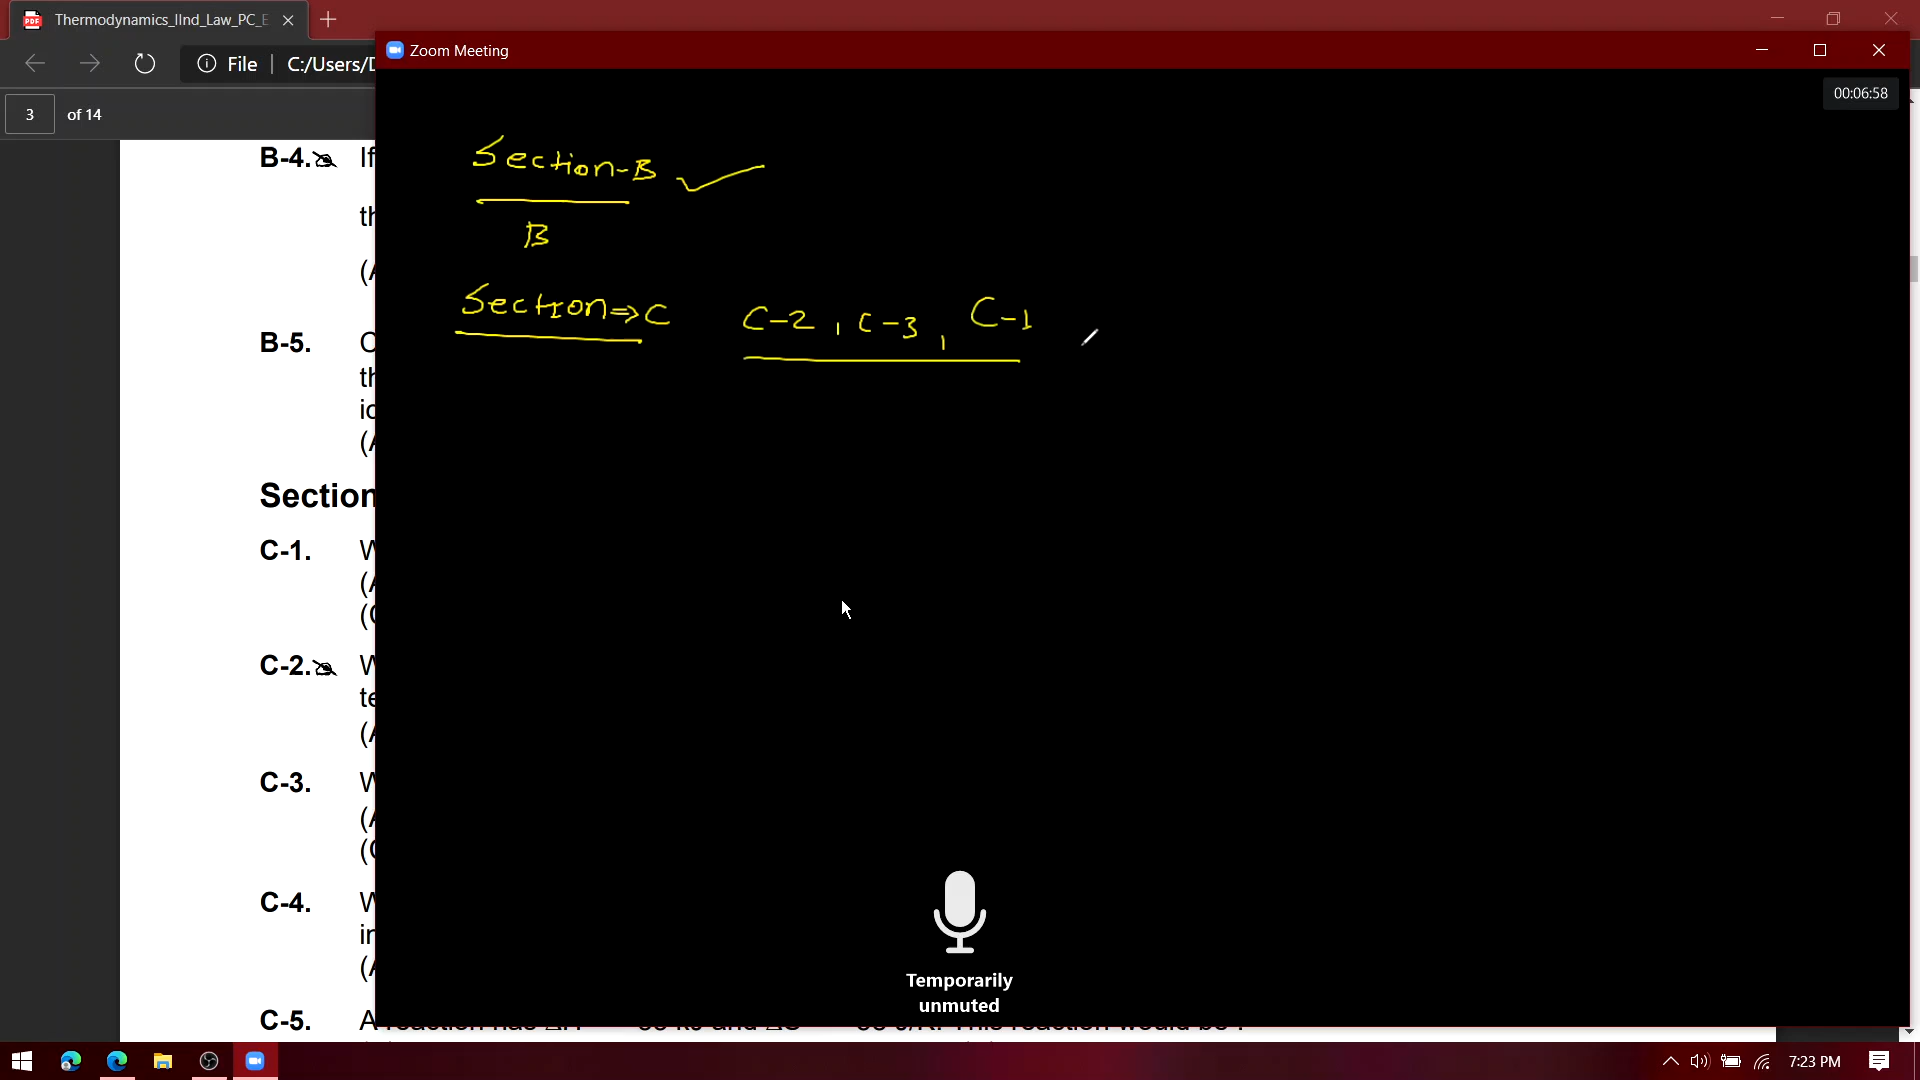 Thermodynamics_IInd_Law_PC_E
File | C:/Users/D
Zoom Meeting
3 of 14
00:06:58
B-4. If
th
(A
B-5.
th
(A
Section
C-1. W
(A
C-2. W
te
(A
C-3. W
(A
C-4. W
in
(A
C-5. A
Section-B
B
Section⇒C C-2, C-3, C-1
Temporarily
unmuted
7:23 PM